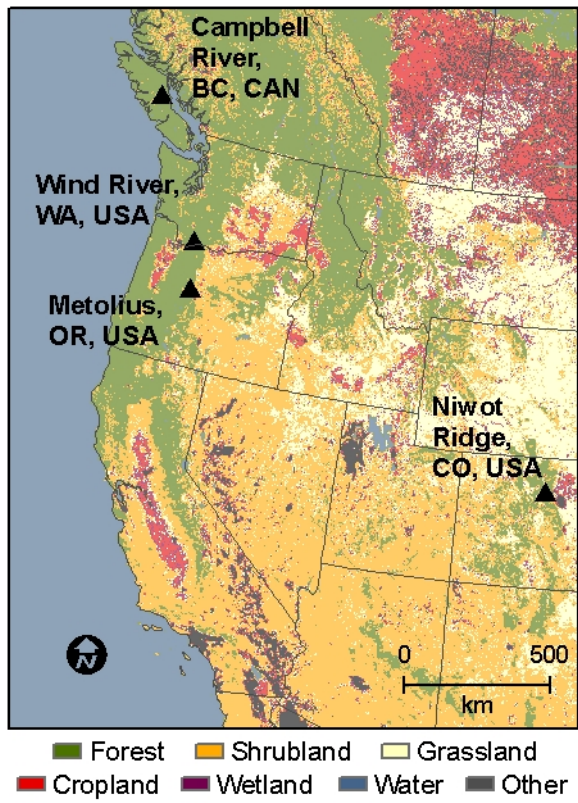 Campbell
River,
BC, CAN
Wind River,
WA, USA
Metolius,
OR, USA
Niwot
Ridge,
CO, USA
N
0 500
km
Forest Shrubland Grassland
Cropland Wetland Water Other